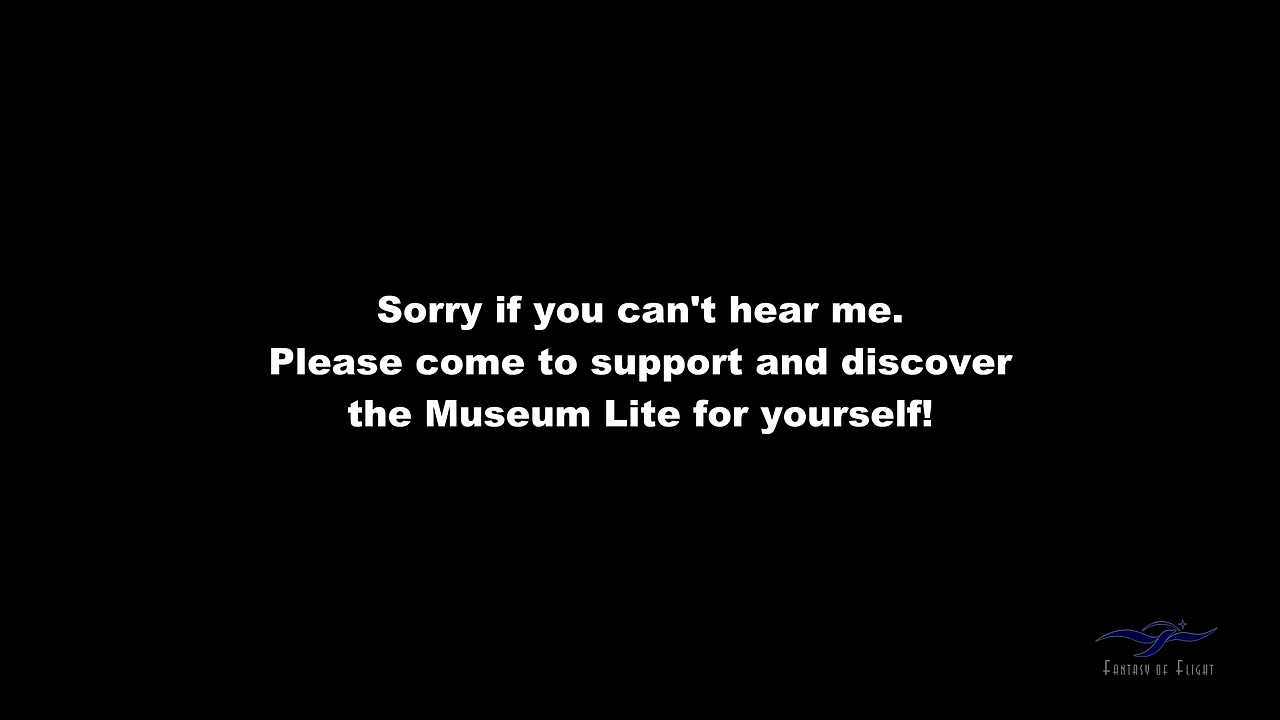 Sorry if you can't hear me.
Please come to support and discover
the Museum Lite for yourself!
FANTASY OF FLIGHT